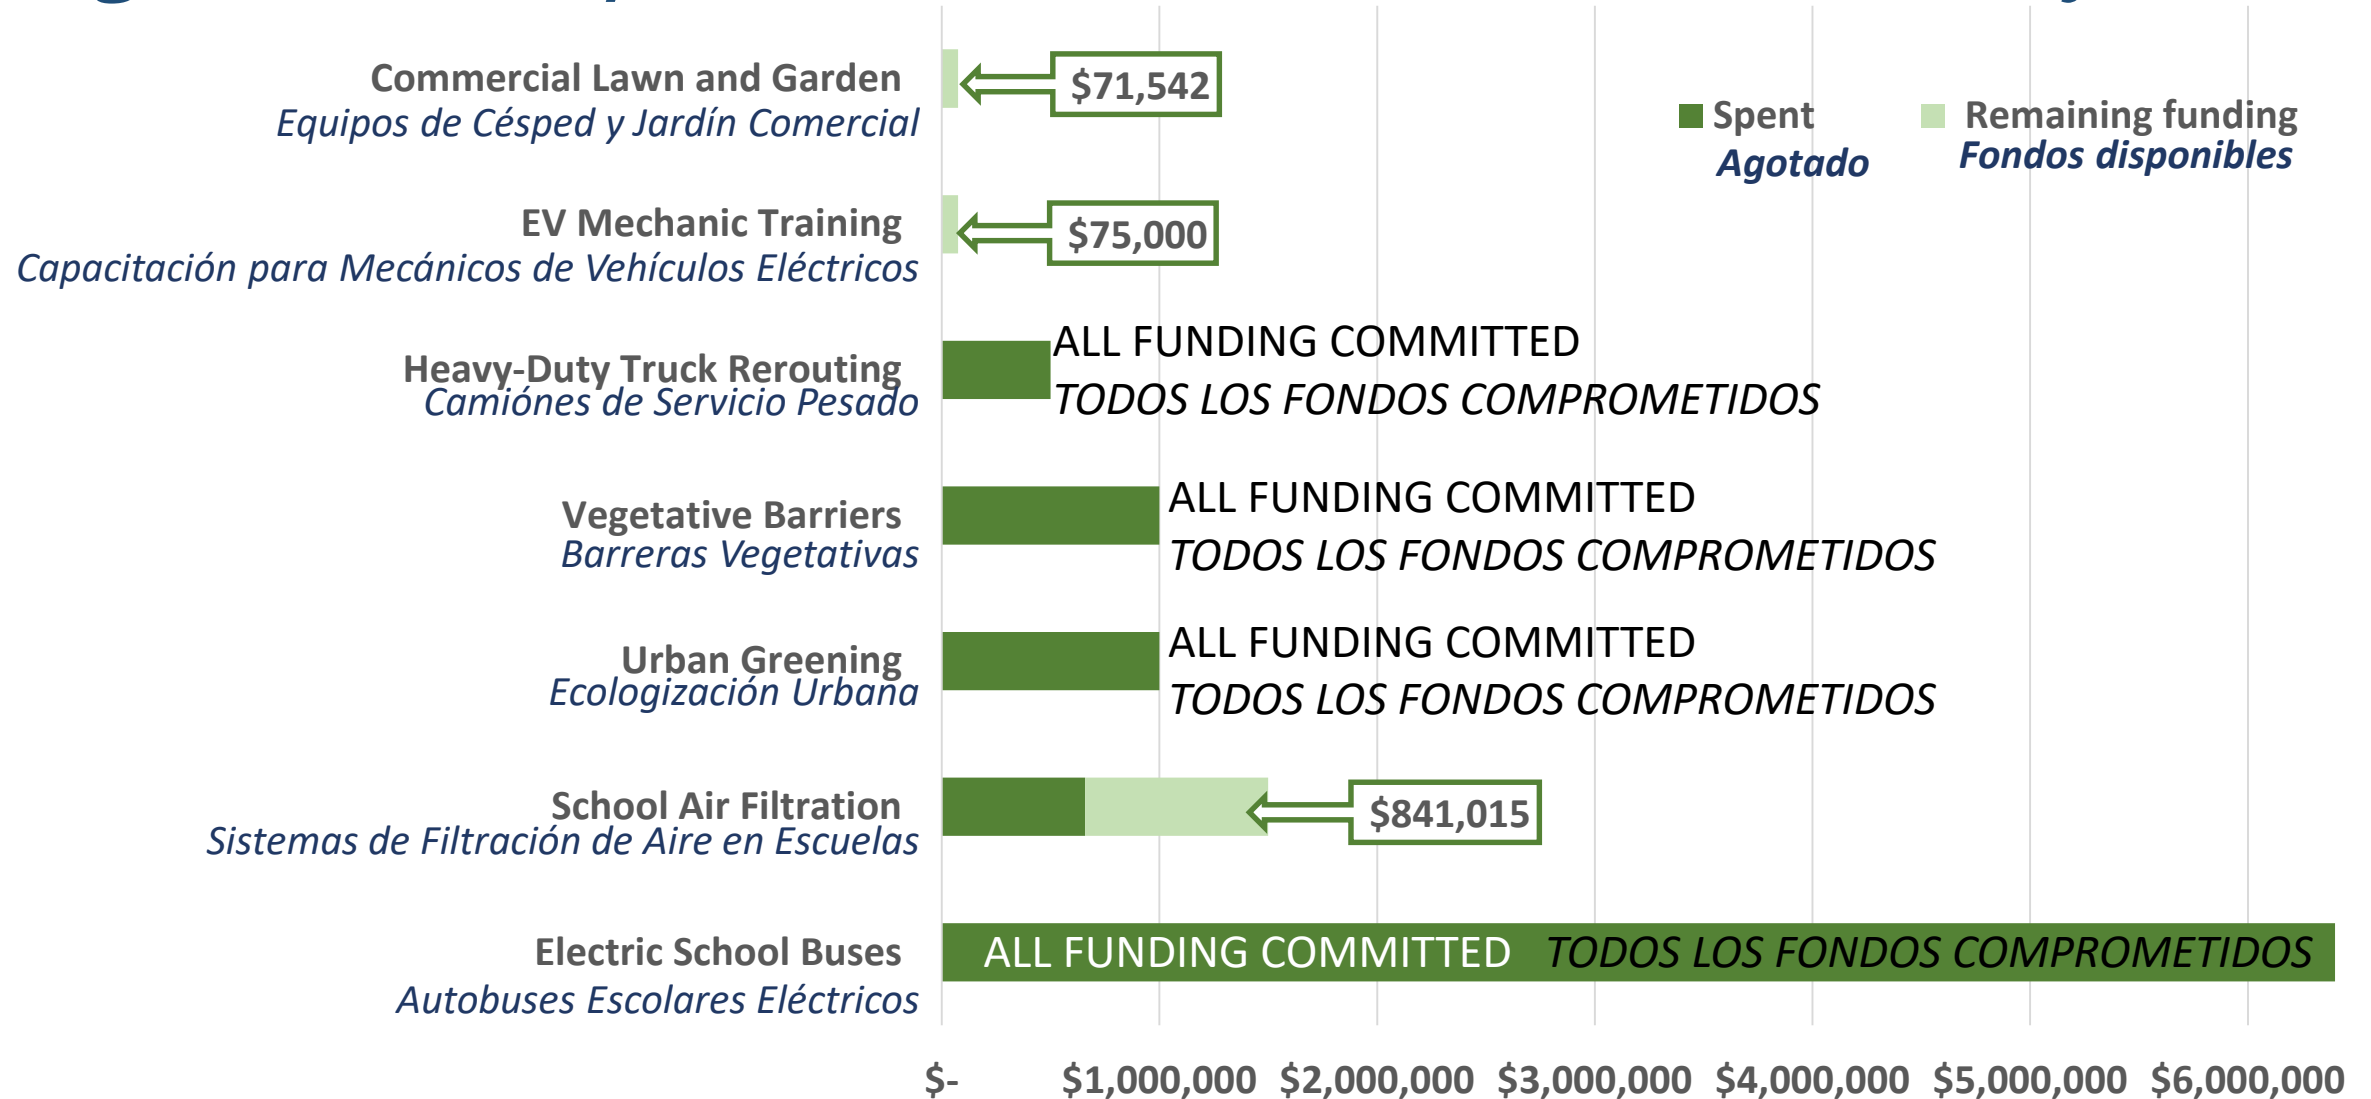 Commercial Lawn and Garden
Equipos de Césped y Jardín Comercial
$71,542
Spent
Agotado
Remaining funding
Fondos disponibles
EV Mechanic Training
Capacitación para Mecánicos de Vehículos Eléctricos
$75,000
Heavy-Duty Truck Rerouting
Camiónes de Servicio Pesado
ALL FUNDING COMMITTED
TODOS LOS FONDOS COMPROMETIDOS
Vegetative Barriers
Barreras Vegetativas
ALL FUNDING COMMITTED
TODOS LOS FONDOS COMPROMETIDOS
Urban Greening
Ecologización Urbana
ALL FUNDING COMMITTED
TODOS LOS FONDOS COMPROMETIDOS
School Air Filtration
Sistemas de Filtración de Aire en Escuelas
$841,015
Electric School Buses
Autobuses Escolares Eléctricos
ALL FUNDING COMMITTED TODOS LOS FONDOS COMPROMETIDOS
$- $1,000,000 $2,000,000 $3,000,000 $4,000,000 $5,000,000 $6,000,000